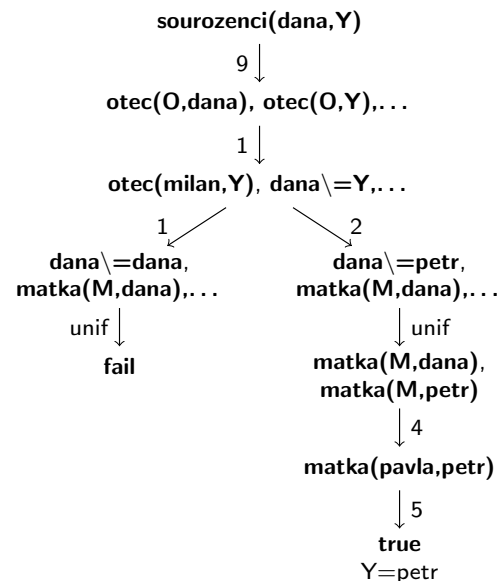 sourozenci(dana,Y)
9
otec(O,dana), otec(O,Y),...
1
otec(milan,Y), dana\=Y,...
1 2
dana\=dana, dana\=petr,
matka(M,dana),... matka(M,dana),...
unif unif
fail matka(M,dana),
matka(M,petr)
4
matka(pavla,petr)
5
true
Y=petr